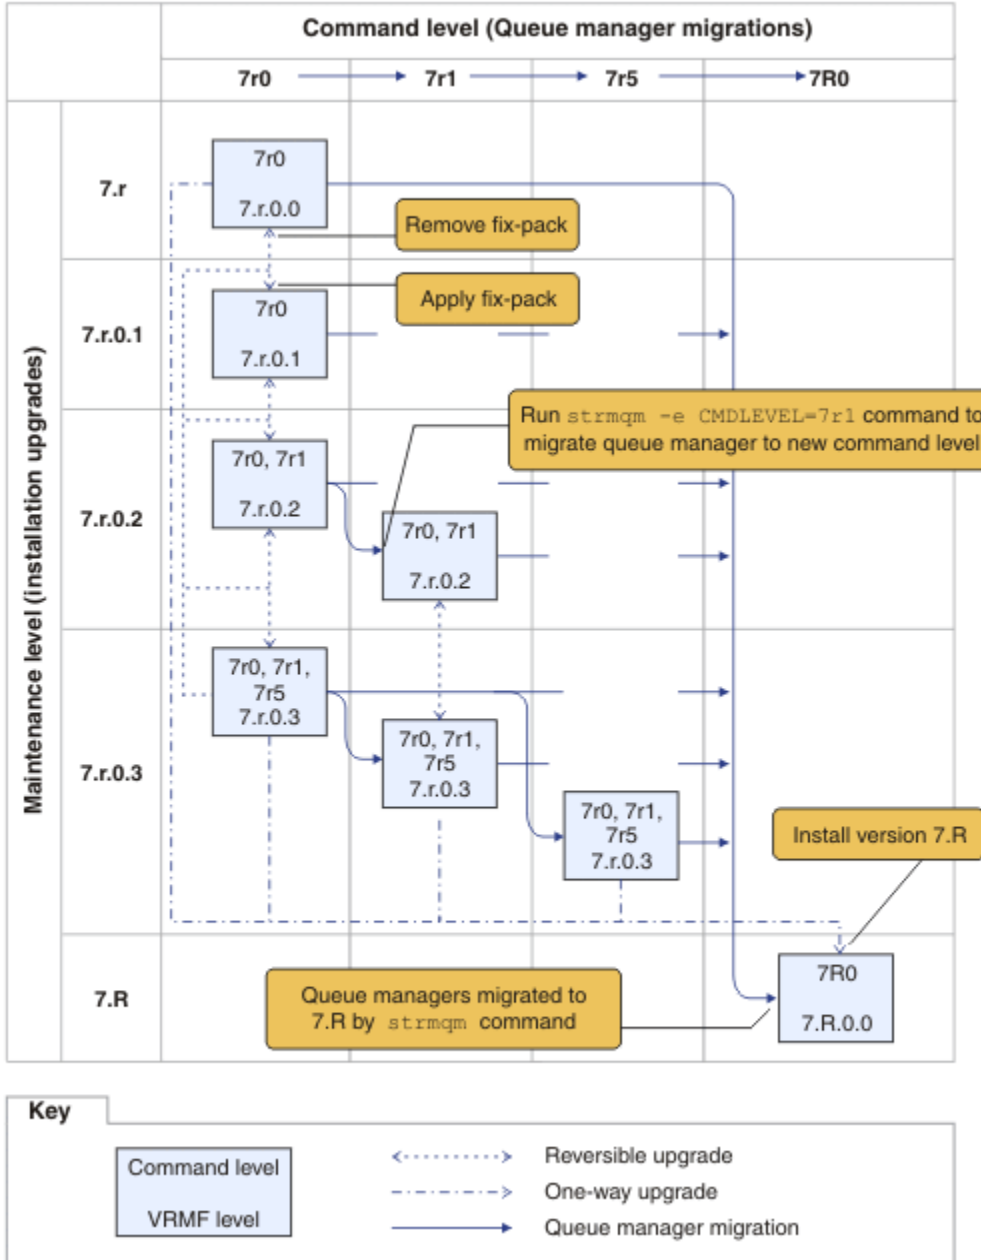 Command level (Queue manager migrations)
7r0
7r1
7r5
7R0
Maintenance level (installation upgrades)
7.r
7r0
7.r.0.0
Remove fix-pack
Apply fix-pack
7.r.0.1
7r0
7.r.0.1
Run strmqm -e CMDLEVEL=7r1 command to
migrate queue manager to new command level
7.r.0.2
7r0, 7r1
7.r.0.2
7r0, 7r1
7.r.0.2
7.r.0.3
7r0, 7r1,
7r5
7.r.0.3
7r0, 7r1,
7r5
7.r.0.3
7r0, 7r1,
7r5
7.r.0.3
Install version 7.R
7.R
Queue managers migrated to
7.R by strmqm command
7R0
7.R.0.0
Key
Command level
VRMF level
Reversible upgrade
One-way upgrade
Queue manager migration